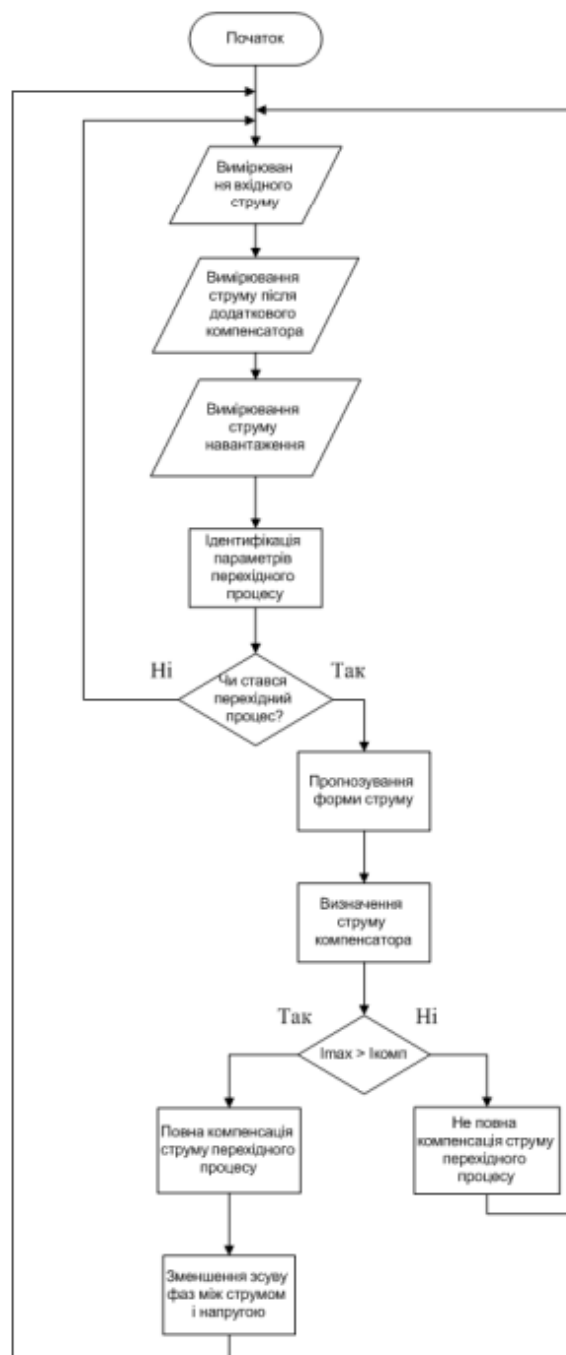 Початок
Вимірюван
ня вхідного
струму
Вимірювання
струму після
додаткового
компенсатора
Вимірювання
струму
навантаження
Ідентифікація
параметрів
перехідного
процесу
Ні
Так
Чи стався
перехідний
процес?
Прогнозування
форми струму
Визначення
струму
компенсатора
Так
Ні
Imax > Iкомп
Повна компенсація
струму перехідного
процесу
Не повна
компенсація струму
перехідного
процесу
Зменшення зсуву
фаз між струмом
і напругою